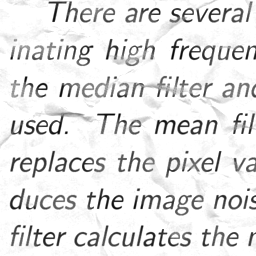 There are several
inating high frequen
the median filter and
used. The mean fil
replaces the pixel va
duces the image nois
filter calculates the